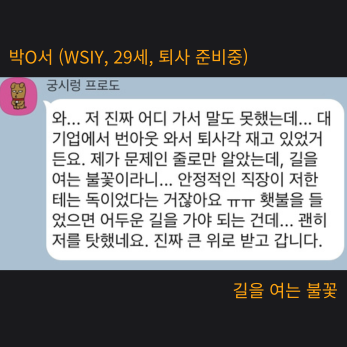 박O서 (WSIY, 29세, 퇴사 준비중)
궁시렁 프로도
와... 저 진짜 어디 가서 말도 못했는데... 대
기업에서 번아웃 와서 퇴사각 재고 있었거
든요. 제가 문제인 줄로만 알았는데, 길을
여는 불꽃이라니... 안정적인 직장이 저한
테는 독이었다는 거잖아요 ㅠㅠ 횃불을 들
었으면 어두운 길을 가야 되는 건데... 괜히
저를 탓했네요. 진짜 큰 위로 받고 갑니다.
길을 여는 불꽃